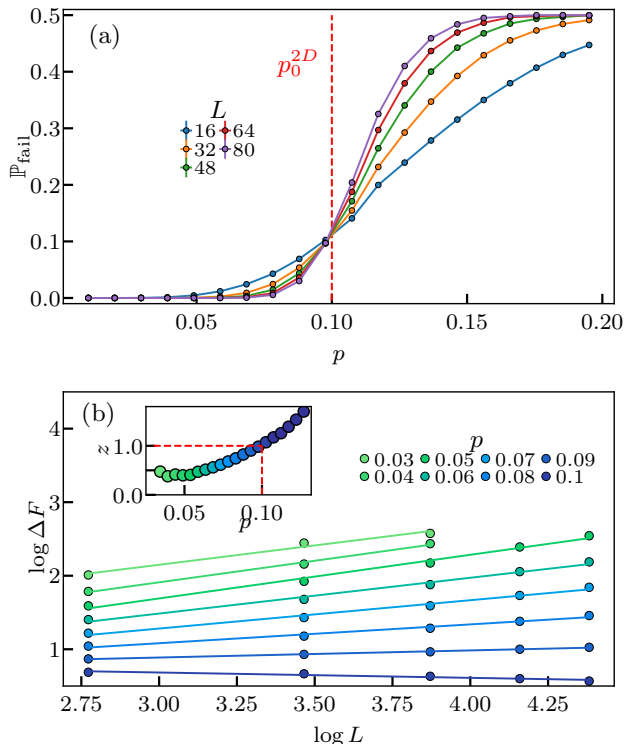 (a)
0.5
0.4
0.3
0.2
0.1
0.0
ℙ_fail
p_0^{2D}
L
16 64
32 80
48
0.05 0.10 0.15 0.20
p
(b)
z
1.0
0.0
0.05 0.10
p
p
0.03 0.05 0.07 0.09
0.04 0.06 0.08 0.1
log ΔF
4
3
2
1
2.75 3.00 3.25 3.50 3.75 4.00 4.25
log L